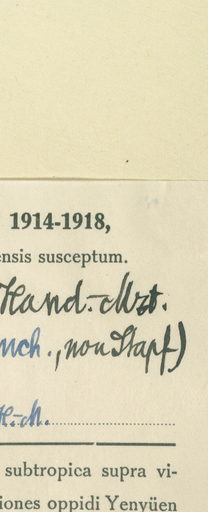 1914-1918,
ensis susceptum.
Hand.-Mzt.
nch., non Stapf)
H.-M.
subtropica supra vi-
iones oppidi Yenyüen